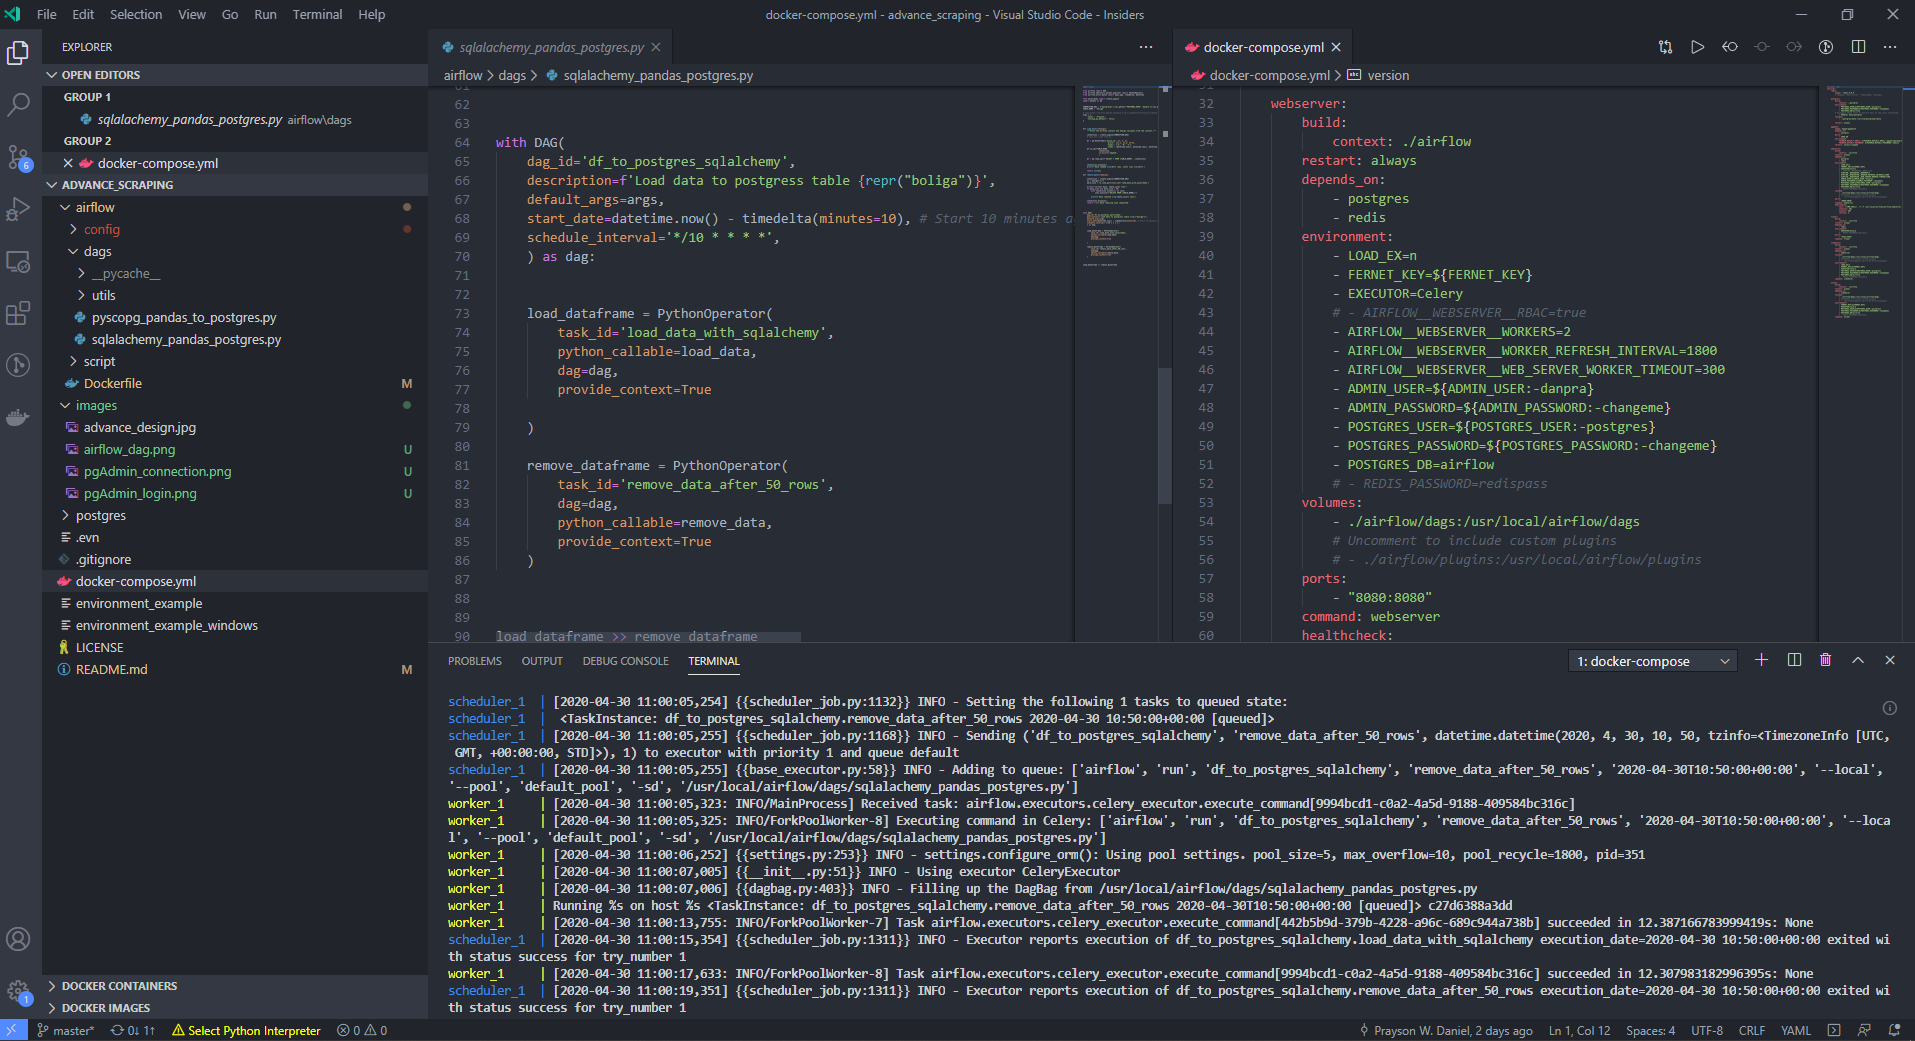 File Edit Selection View Go Run Terminal Help
docker-compose.yml - advance_scraping - Visual Studio Code - Insiders
EXPLORER
OPEN EDITORS
GROUP 1
sqlalachemy_pandas_postgres.py airflow\dags
GROUP 2
docker-compose.yml
ADVANCE_SCRAPING
airflow
config
dags
__pycache__
utils
pyscopg_pandas_to_postgres.py
sqlalachemy_pandas_postgres.py
script
Dockerfile M
images
advance_design.jpg
airflow_dag.png U
pgAdmin_connection.png U
pgAdmin_login.png U
postgres
.evn
.gitignore
docker-compose.yml
environment_example
environment_example_windows
LICENSE
README.md M
DOCKER CONTAINERS
DOCKER IMAGES
6
1
sqlalachemy_pandas_postgres.py
airflow > dags > sqlalachemy_pandas_postgres.py
61
62
63
64 with DAG(
65 dag_id='df_to_postgres_sqlalchemy',
66 description=f'Load data to postgress table {repr("boliga")}',
67 default_args=args,
68 start_date=datetime.now() - timedelta(minutes=10), # Start 10 minutes a
69 schedule_interval='*/10 * * * *',
70 ) as dag:
71
72
73 load_dataframe = PythonOperator(
74 task_id='load_data_with_sqlalchemy',
75 python_callable=load_data,
76 dag=dag,
77 provide_context=True
78
79 )
80
81 remove_dataframe = PythonOperator(
82 task_id='remove_data_after_50_rows',
83 dag=dag,
84 python_callable=remove_data,
85 provide_context=True
86 )
87
88
89
90 load_dataframe >> remove_dataframe
docker-compose.yml
docker-compose.yml > version
31
32 webserver:
33 build:
34 context: ./airflow
35 restart: always
36 depends_on:
37 - postgres
38 - redis
39 environment:
40 - LOAD_EX=n
41 - FERNET_KEY=${FERNET_KEY}
42 - EXECUTOR=Celery
43 # - AIRFLOW__WEBSERVER__RBAC=true
44 - AIRFLOW__WEBSERVER__WORKERS=2
45 - AIRFLOW__WEBSERVER__WORKER_REFRESH_INTERVAL=1800
46 - AIRFLOW__WEBSERVER__WEB_SERVER_WORKER_TIMEOUT=300
47 - ADMIN_USER=${ADMIN_USER:-danpra}
48 - ADMIN_PASSWORD=${ADMIN_PASSWORD:-changeme}
49 - POSTGRES_USER=${POSTGRES_USER:-postgres}
50 - POSTGRES_PASSWORD=${POSTGRES_PASSWORD:-changeme}
51 - POSTGRES_DB=airflow
52 # - REDIS_PASSWORD=redispass
53 volumes:
54 - ./airflow/dags:/usr/local/airflow/dags
55 # Uncomment to include custom plugins
56 # - ./airflow/plugins:/usr/local/airflow/plugins
57 ports:
58 - "8080:8080"
59 command: webserver
60 healthcheck:
PROBLEMS OUTPUT DEBUG CONSOLE TERMINAL
1: docker-compose
scheduler_1 | [2020-04-30 11:00:05,254] {{scheduler_job.py:1132}} INFO - Setting the following 1 tasks to queued state:
scheduler_1 | <TaskInstance: df_to_postgres_sqlalchemy.remove_data_after_50_rows 2020-04-30 10:50:00+00:00 [queued]>
scheduler_1 | [2020-04-30 11:00:05,255] {{scheduler_job.py:1168}} INFO - Sending ('df_to_postgres_sqlalchemy', 'remove_data_after_50_rows', datetime.datetime(2020, 4, 30, 10, 50, tzinfo=<TimezoneInfo [UTC,
GMT, +00:00:00, STD]>), 1) to executor with priority 1 and queue default
scheduler_1 | [2020-04-30 11:00:05,255] {{base_executor.py:58}} INFO - Adding to queue: ['airflow', 'run', 'df_to_postgres_sqlalchemy', 'remove_data_after_50_rows', '2020-04-30T10:50:00+00:00', '--local',
'--pool', 'default_pool', '-sd', '/usr/local/airflow/dags/sqlalachemy_pandas_postgres.py']
worker_1 | [2020-04-30 11:00:05,323: INFO/MainProcess] Received task: airflow.executors.celery_executor.execute_command[9994bcd1-c0a2-4a5d-9188-409584bc316c]
worker_1 | [2020-04-30 11:00:05,325: INFO/ForkPoolWorker-8] Executing command in Celery: ['airflow', 'run', 'df_to_postgres_sqlalchemy', 'remove_data_after_50_rows', '2020-04-30T10:50:00+00:00', '--loca
l', '--pool', 'default_pool', '-sd', '/usr/local/airflow/dags/sqlalachemy_pandas_postgres.py']
worker_1 | [2020-04-30 11:00:06,252] {{settings.py:253}} INFO - settings.configure_orm(): Using pool settings. pool_size=5, max_overflow=10, pool_recycle=1800, pid=351
worker_1 | [2020-04-30 11:00:07,005] {{__init__.py:51}} INFO - Using executor CeleryExecutor
worker_1 | [2020-04-30 11:00:07,006] {{dagbag.py:403}} INFO - Filling up the DagBag from /usr/local/airflow/dags/sqlalachemy_pandas_postgres.py
worker_1 | Running %s on host %s <TaskInstance: df_to_postgres_sqlalchemy.remove_data_after_50_rows 2020-04-30T10:50:00+00:00 [queued]> c27d6388a3dd
worker_1 | [2020-04-30 11:00:13,755: INFO/ForkPoolWorker-7] Task airflow.executors.celery_executor.execute_command[442b5b9d-379b-4228-a96c-689c944a738b] succeeded in 12.387166783999419s: None
scheduler_1 | [2020-04-30 11:00:15,354] {{scheduler_job.py:1311}} INFO - Executor reports execution of df_to_postgres_sqlalchemy.load_data_with_sqlalchemy execution_date=2020-04-30 10:50:00+00:00 exited wi
th status success for try_number 1
worker_1 | [2020-04-30 11:00:17,633: INFO/ForkPoolWorker-8] Task airflow.executors.celery_executor.execute_command[9994bcd1-c0a2-4a5d-9188-409584bc316c] succeeded in 12.307983182996395s: None
scheduler_1 | [2020-04-30 11:00:19,351] {{scheduler_job.py:1311}} INFO - Executor reports execution of df_to_postgres_sqlalchemy.remove_data_after_50_rows execution_date=2020-04-30 10:50:00+00:00 exited wi
th status success for try_number 1
master* 0↓ 1↑ Select Python Interpreter 0 0 Prayson W. Daniel, 2 days ago Ln 1, Col 12 Spaces: 4 UTF-8 CRLF YAML